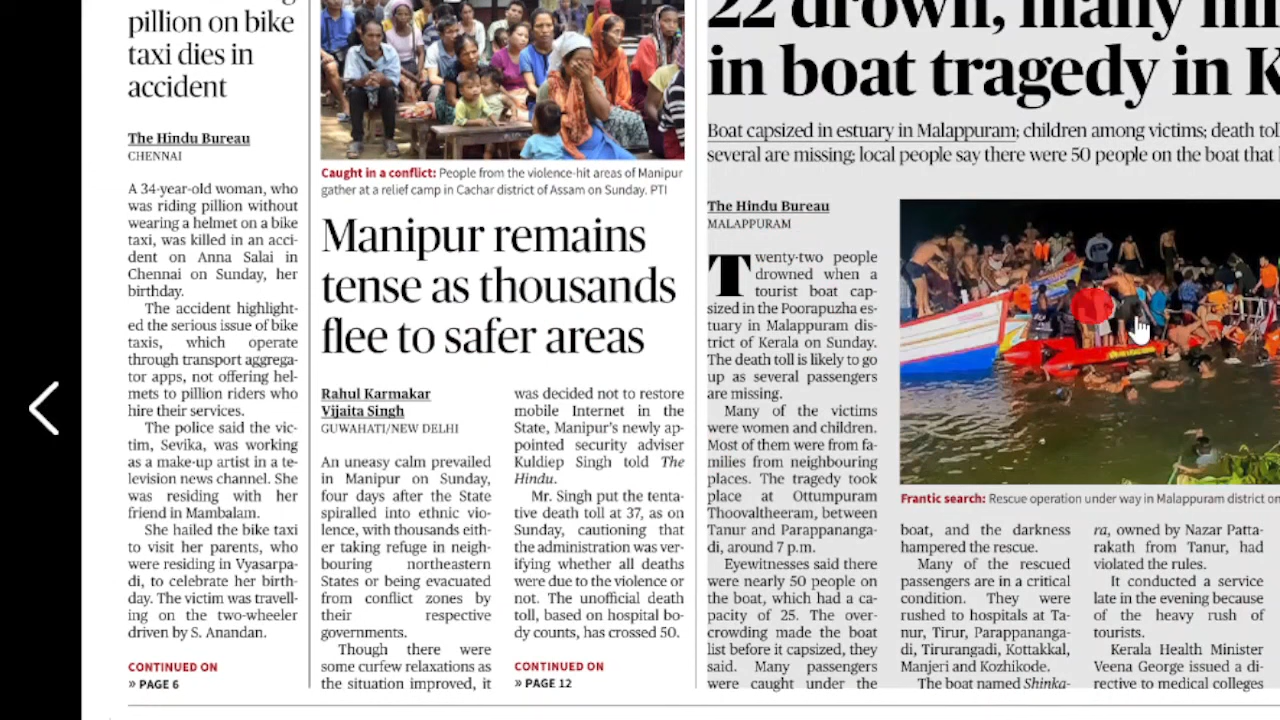 pillion on bike
taxi dies in
accident
The Hindu Bureau
CHENNAI
A 34-year-old woman, who
was riding pillion without
wearing a helmet on a bike
taxi, was killed in an acci-
dent on Anna Salai in
Chennai on Sunday, her
birthday.
The accident highlight-
ed the serious issue of bike
taxis, which operate
through transport aggrega-
tor apps, not offering hel-
mets to pillion riders who
hire their services.
The police said the vic-
tim, Sevika, was working
as a make-up artist in a te-
levision news channel. She
was residing with her
friend in Mambalam.
She hailed the bike taxi
to visit her parents, who
were residing in Vyasarpa-
di, to celebrate her birth-
day. The victim was travell-
ing on the two-wheeler
driven by S. Anandan.
CONTINUED ON
» PAGE 6
Caught in a conflict: People from the violence-hit areas of Manipur
gather at a relief camp in Cachar district of Assam on Sunday. PTI
Manipur remains
tense as thousands
flee to safer areas
Rahul Karmakar
Vijaita Singh
GUWAHATI/NEW DELHI
An uneasy calm prevailed
in Manipur on Sunday,
four days after the State
spiralled into ethnic vio-
lence, with thousands eith-
er taking refuge in neigh-
bouring northeastern
States or being evacuated
from conflict zones by
their respective
governments.
Though there were
some curfew relaxations as
the situation improved, it
was decided not to restore
mobile Internet in the
State, Manipur's newly ap-
pointed security adviser
Kuldiep Singh told The
Hindu.
Mr. Singh put the tenta-
tive death toll at 37, as on
Sunday, cautioning that
the administration was ver-
ifying whether all deaths
were due to the violence or
not. The unofficial death
toll, based on hospital bo-
dy counts, has crossed 50.
CONTINUED ON
» PAGE 12
22 drown, many
in boat tragedy in K
Boat capsized in estuary in Malappuram; children among victims; death
several are missing; local people say there were 50 people on the boat that
The Hindu Bureau
MALAPPURAM
Twenty-two people
drowned when a
tourist boat cap-
sized in the Poorapuzha es-
tuary in Malappuram dis-
trict of Kerala on Sunday.
The death toll is likely to go
up as several passengers
are missing.
Many of the victims
were women and children.
Most of them were from fa-
milies from neighbouring
places. The tragedy took
place at Ottumpuram
Thoovaltheeram, between
Tanur and Parappananga-
di, around 7 p.m.
Eyewitnesses said there
were nearly 50 people on
the boat, which had a ca-
pacity of 25. The over-
crowding made the boat
list before it capsized, they
said. Many passengers
were caught under the
Frantic search: Rescue operation under way in Malappuram district on
boat, and the darkness
hampered the rescue.
Many of the rescued
passengers are in a critical
condition. They were
rushed to hospitals at Ta-
nur, Tirur, Parappananga-
di, Tirurangadi, Kottakkal,
Manjeri and Kozhikode.
The boat named Shinka-
ra, owned by Nazar Patta-
rakath from Tanur, had
violated the rules.
It conducted a service
late in the evening because
of the heavy rush of
tourists.
Kerala Health Minister
Veena George issued a di-
rective to medical colleges